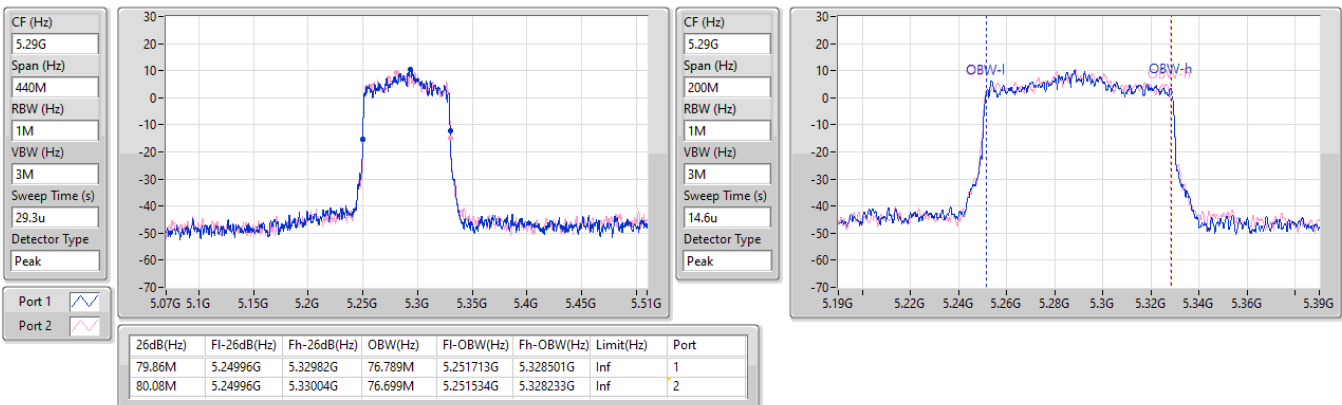 CF (Hz)
5.29G
Span (Hz)
440M
RBW (Hz)
1M
VBW (Hz)
3M
Sweep Time (s)
29.3u
Detector Type
Peak
Port 1
Port 2
30
20
10
0
-10
-20
-30
-40
-50
-60
-70
5.07G 5.1G 5.15G 5.2G 5.25G 5.3G 5.35G 5.4G 5.45G 5.51G
CF (Hz)
5.29G
Span (Hz)
200M
RBW (Hz)
1M
VBW (Hz)
3M
Sweep Time (s)
14.6u
Detector Type
Peak
30
20
10
0
-10
-20
-30
-40
-50
-60
-70
OBW-l OBW-h
5.19G 5.22G 5.24G 5.26G 5.28G 5.3G 5.32G 5.34G 5.36G 5.39G
26dB(Hz) Fl-26dB(Hz) Fh-26dB(Hz) OBW(Hz) Fl-OBW(Hz) Fh-OBW(Hz) Limit(Hz) Port
79.86M 5.24996G 5.32982G 76.789M 5.251713G 5.328501G Inf 1
80.08M 5.24996G 5.33004G 76.699M 5.251534G 5.328233G Inf 2